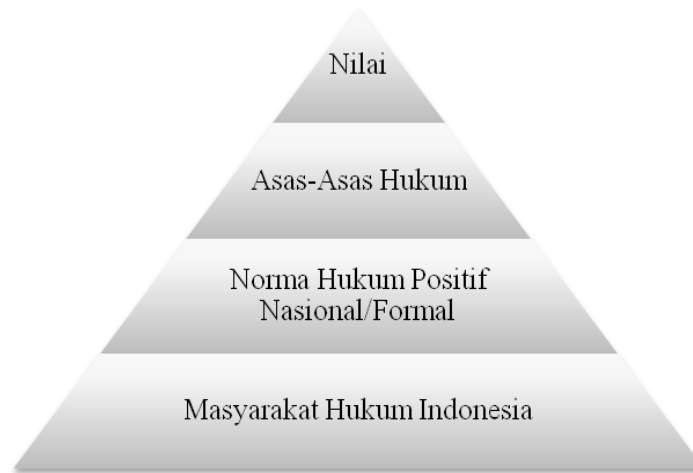 Nilai
Asas-Asas Hukum
Norma Hukum Positif
Nasional/Formal
Masyarakat Hukum Indonesia